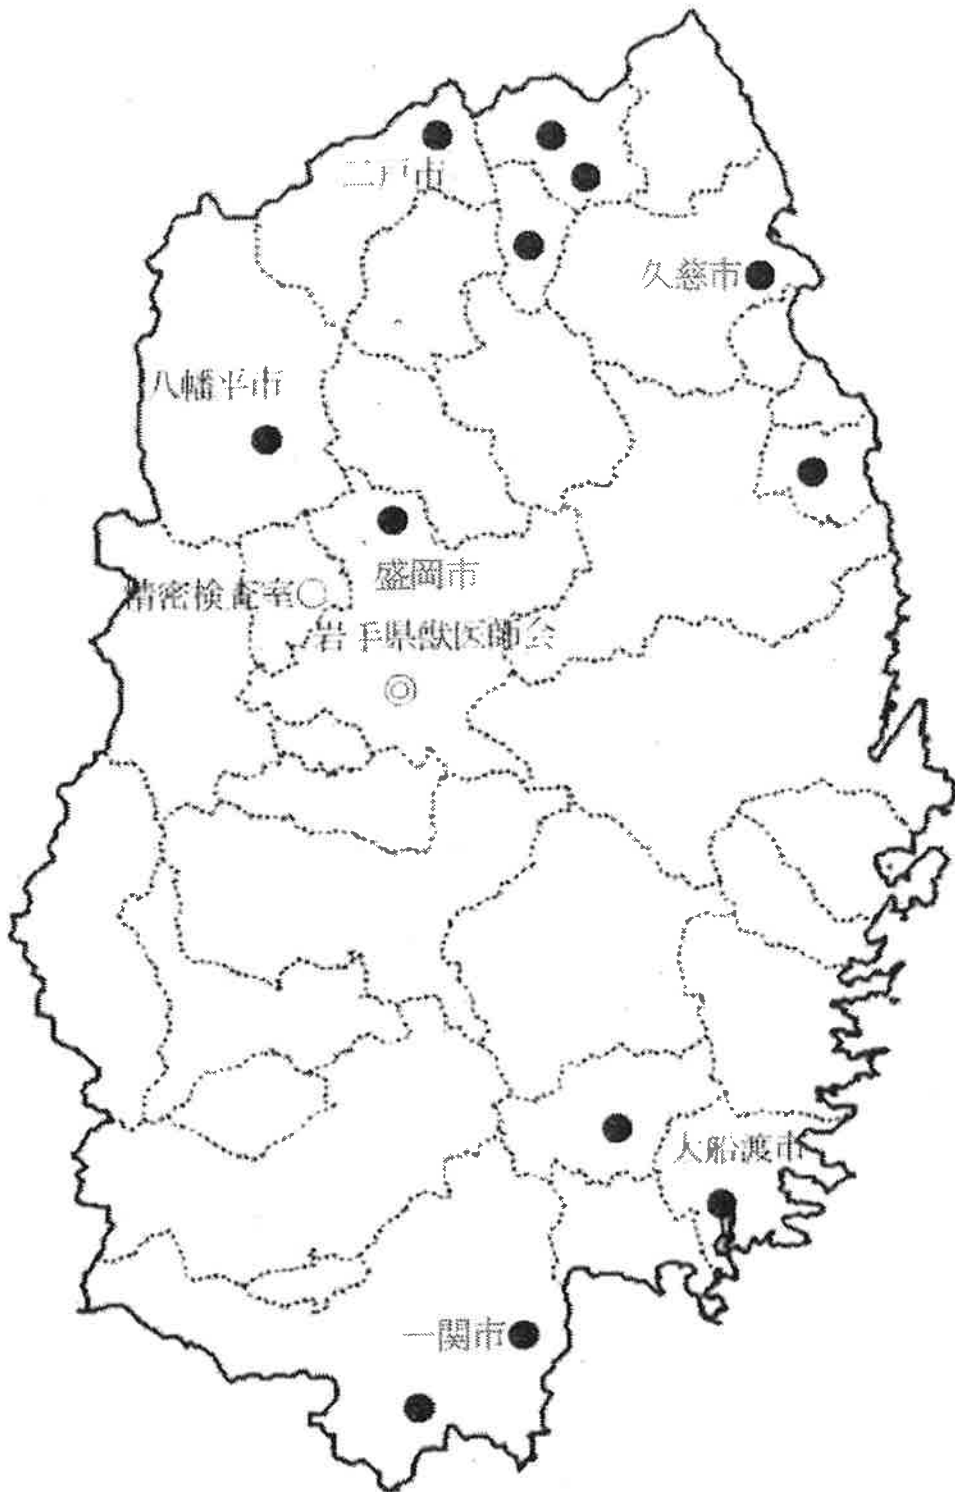 二戸市
久慈市
八幡平市
盛岡市
精密検査室○
岩手県獣医師会
◎
大船渡市
一関市